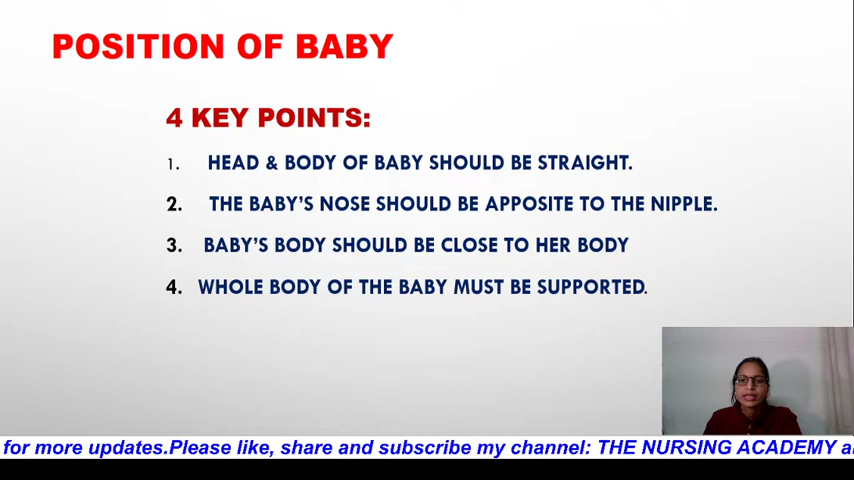 POSITION OF BABY
4 KEY POINTS:
1. HEAD & BODY OF BABY SHOULD BE STRAIGHT.
2. THE BABY'S NOSE SHOULD BE APPOSITE TO THE NIPPLE.
3. BABY'S BODY SHOULD BE CLOSE TO HER BODY
4. WHOLE BODY OF THE BABY MUST BE SUPPORTED.
for more updates.Please like, share and subscribe my channel: THE NURSING ACADEMY